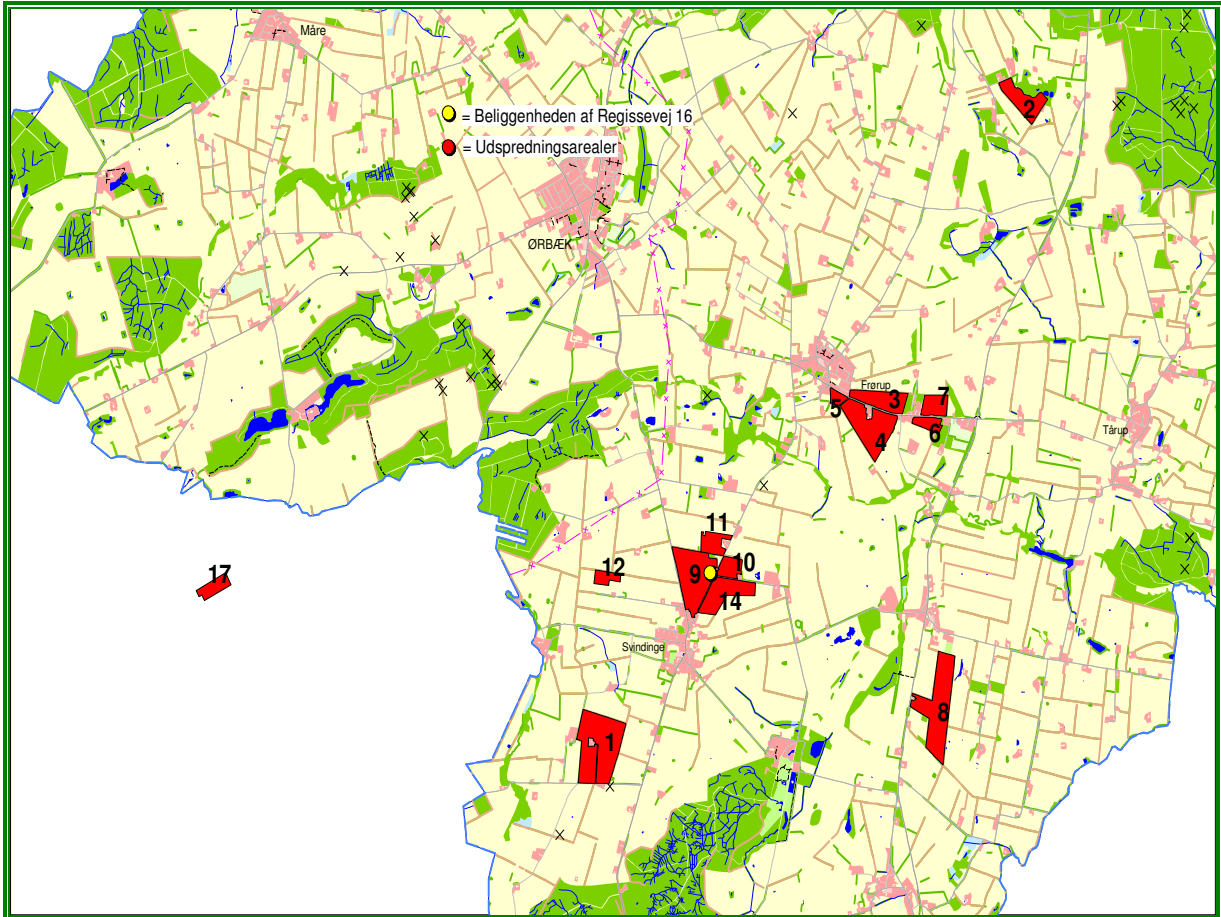 Måre
= Beliggenheden af Regissevej 16
2
= Udspredningsarealer
ØRBÆK
Frørup
3
7
5
Tårup
6
4
11
12
10
17
9
14
Svindinge
8
1